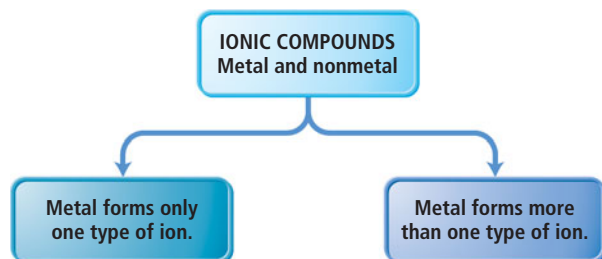 IONIC COMPOUNDS
Metal and nonmetal
Metal forms only
one type of ion.
Metal forms more
than one type of ion.